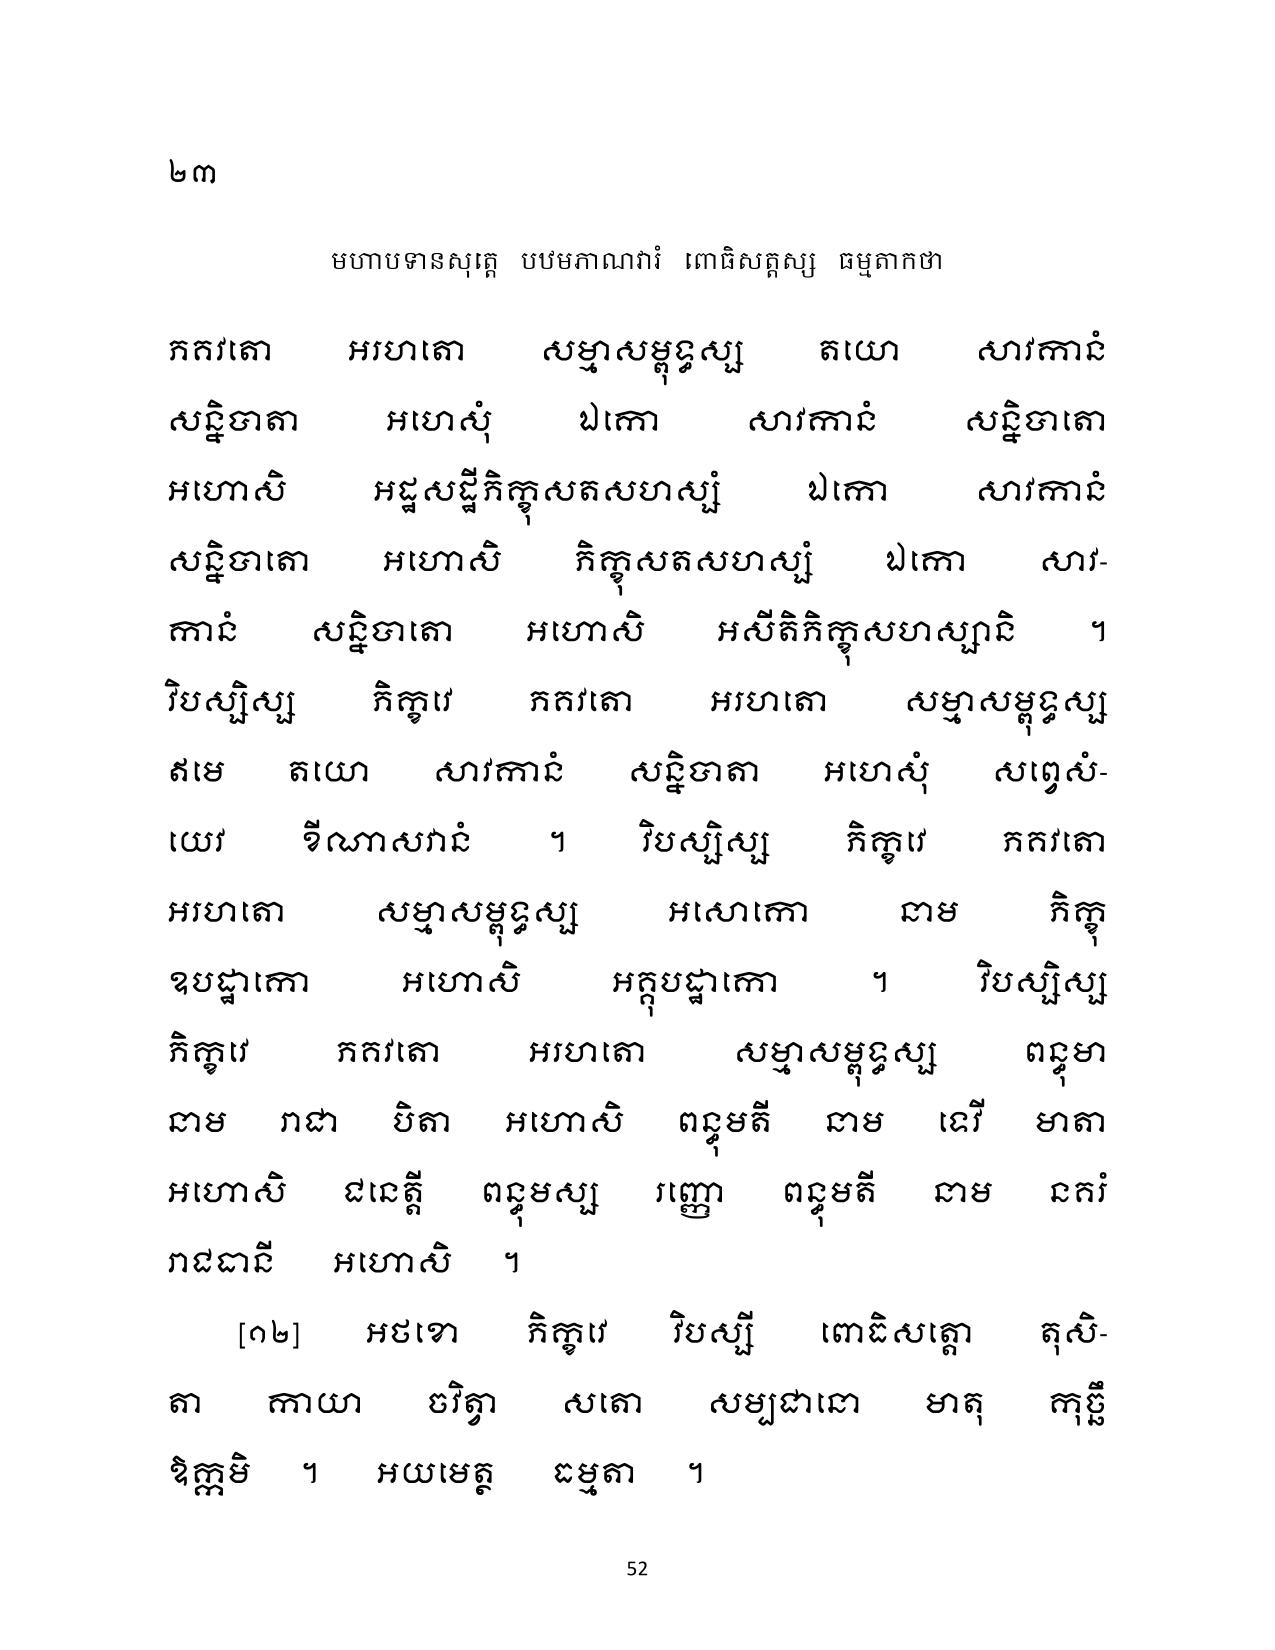 ២៣
មហាបទានសុត្តេ បឋមភាណវារំ ពោធិសត្តស្ស ធម្មតាកថា
ភគវតោ អរហតោ សម្មាសម្ពុទ្ធស្ស តយោ សាវកានំ
សន្និបាតា អហេសុំ ឯកោ សាវកានំ សន្និបាតោ
អហោសិ អដ្ឋសដ្ឋីភិក្ខុសតសហស្សំ ឯកោ សាវកានំ
សន្និបាតោ អហោសិ ភិក្ខុសតសហស្សំ ឯកោ សាវ-
កានំ សន្និបាតោ អហោសិ អសីតិភិក្ខុសហស្សានិ ។
វិបស្សិស្ស ភិក្ខវេ ភគវតោ អរហតោ សម្មាសម្ពុទ្ធស្ស
ឥមេ តយោ សាវកានំ សន្និបាតា អហេសុំ សព្វេសំ-
យេវ ខីណាសវានំ ។ វិបស្សិស្ស ភិក្ខវេ ភគវតោ
អរហតោ សម្មាសម្ពុទ្ធស្ស អសោកោ នាម ភិក្ខុ
ឧបដ្ឋាកោ អហោសិ អគ្គុបដ្ឋាកោ ។ វិបស្សិស្ស
ភិក្ខវេ ភគវតោ អរហតោ សម្មាសម្ពុទ្ធស្ស ពន្ធុមា
នាម រាជា បិតា អហោសិ ពន្ធុមតី នាម ទេវី មាតា
អហោសិ ជនេត្តី ពន្ធុមស្ស រញ្ញោ ពន្ធុមតី នាម នគរំ
រាជធានី អហោសិ ។
[១២] អថខោ ភិក្ខវេ វិបស្សី ពោធិសត្តោ តុសិ-
តា កាយា ចវិត្វា សតោ សម្បជានោ មាតុ កុច្ឆឹ
ឱក្កមិ ។ អយមេត្ថ ធម្មតា ។
52